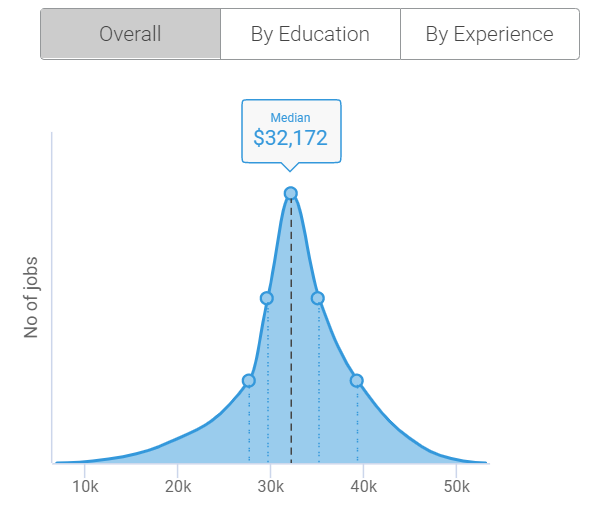 Overall
By Education
By Experience
Median
$32,172
No of jobs
10k
20k
30k
40k
50k